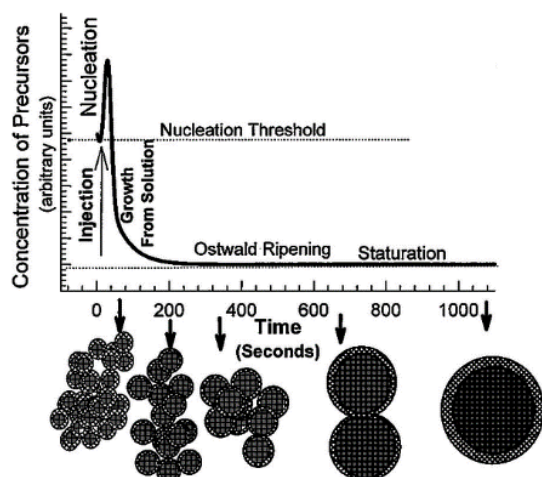 Concentration of Precursors
(arbitrary units)
Nucleation
Injection
Growth
From Solution
Nucleation Threshold
Ostwald Ripening
Staturation
0 200 400 600 800 1000
Time
(Seconds)